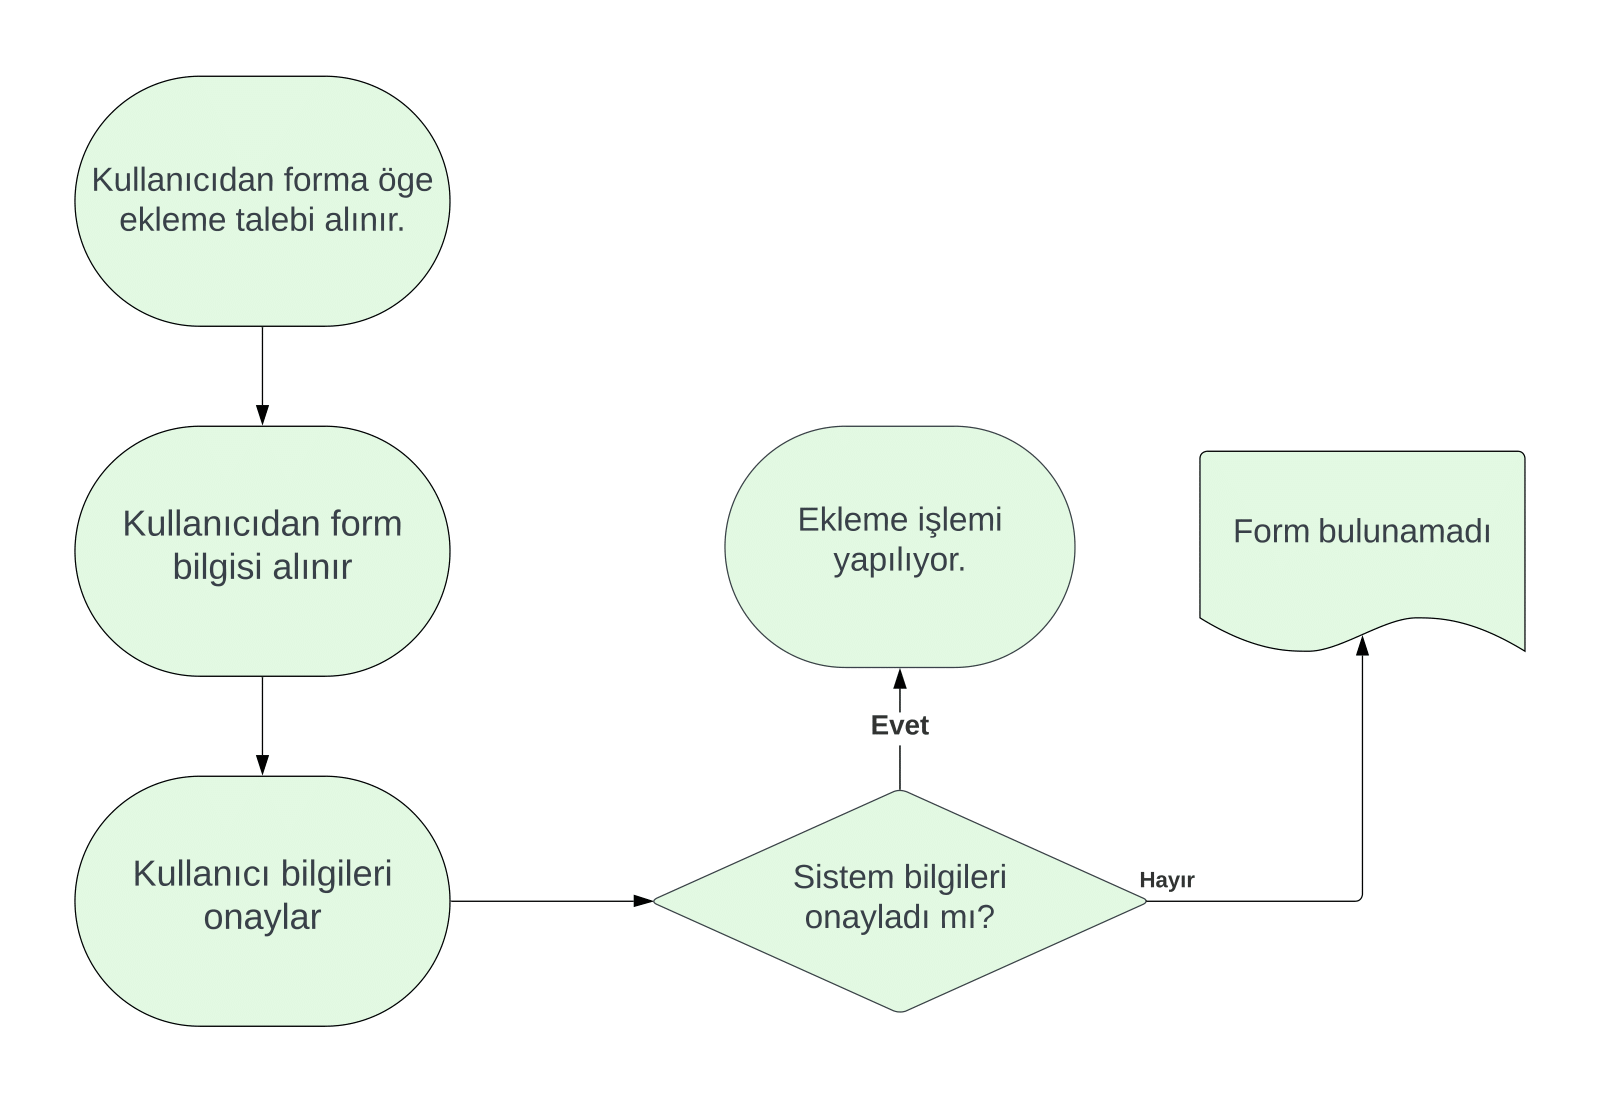 Kullanıcıdan forma öge
ekleme talebi alınır.
Kullanıcıdan form
bilgisi alınır
Kullanıcı bilgileri
onaylar
Sistem bilgileri
onayladı mı?
Evet
Ekleme işlemi
yapılıyor.
Hayır
Form bulunamadı